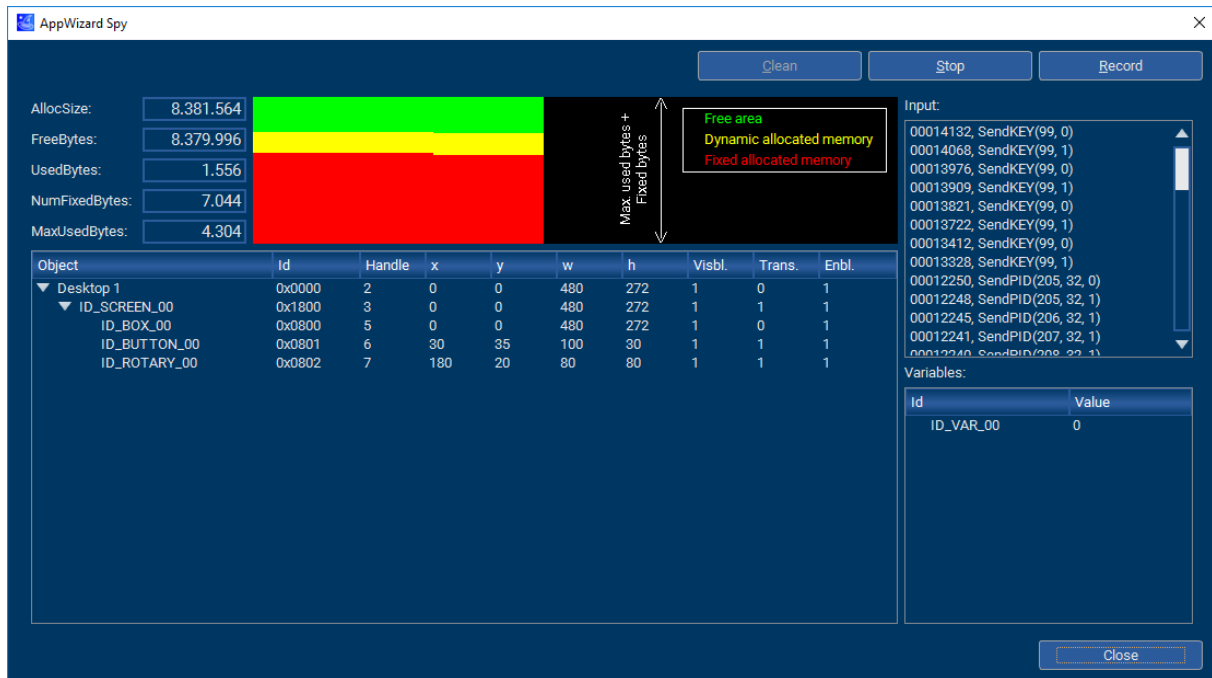 AppWizard Spy
Clean Stop Record
AllocSize: 8.381.564
FreeBytes: 8.379.996
UsedBytes: 1.556
NumFixedBytes: 7.044
MaxUsedBytes: 4.304
Max. used bytes +
Fixed bytes
Free area
Dynamic allocated memory
Fixed allocated memory
Input:
00014132, SendKEY(99, 0)
00014068, SendKEY(99, 1)
00013976, SendKEY(99, 0)
00013909, SendKEY(99, 1)
00013821, SendKEY(99, 0)
00013722, SendKEY(99, 1)
00013412, SendKEY(99, 0)
00013328, SendKEY(99, 1)
00012250, SendPID(205, 32, 0)
00012248, SendPID(205, 32, 1)
00012245, SendPID(206, 32, 1)
00012241, SendPID(207, 32, 1)
00012240, SendPID(208, 32, 1)
Object Id Handle x y w h Visbl. Trans. Enbl.
Desktop 1 0x0000 2 0 0 480 272 1 0 1
ID_SCREEN_00 0x1800 3 0 0 480 272 1 1 1
ID_BOX_00 0x0800 5 0 0 480 272 1 0 1
ID_BUTTON_00 0x0801 6 30 35 100 30 1 1 1
ID_ROTARY_00 0x0802 7 180 20 80 80 1 1 1
Variables:
Id Value
ID_VAR_00 0
Close